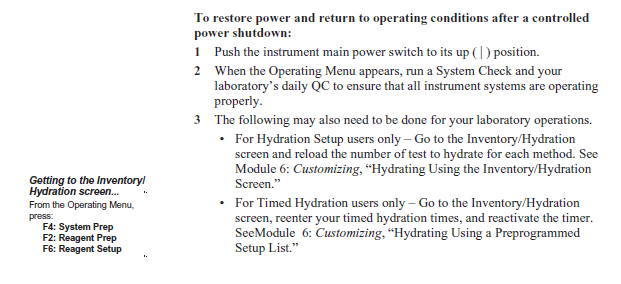 To restore power and return to operating conditions after a controlled
power shutdown:
1 Push the instrument main power switch to its up ( | ) position.
2 When the Operating Menu appears, run a System Check and your
laboratory's daily QC to ensure that all instrument systems are operating
properly.
3 The following may also need to be done for your laboratory operations.
• For Hydration Setup users only – Go to the Inventory/Hydration
screen and reload the number of test to hydrate for each method. See
Module 6: Customizing, “Hydrating Using the Inventory/Hydration
Screen.”
• For Timed Hydration users only – Go to the Inventory/Hydration
screen, reenter your timed hydration times, and reactivate the timer.
SeeModule 6: Customizing, “Hydrating Using a Preprogrammed
Setup List.”
Getting to the Inventory/
Hydration screen...
From the Operating Menu,
press:
F4: System Prep
F2: Reagent Prep
F6: Reagent Setup